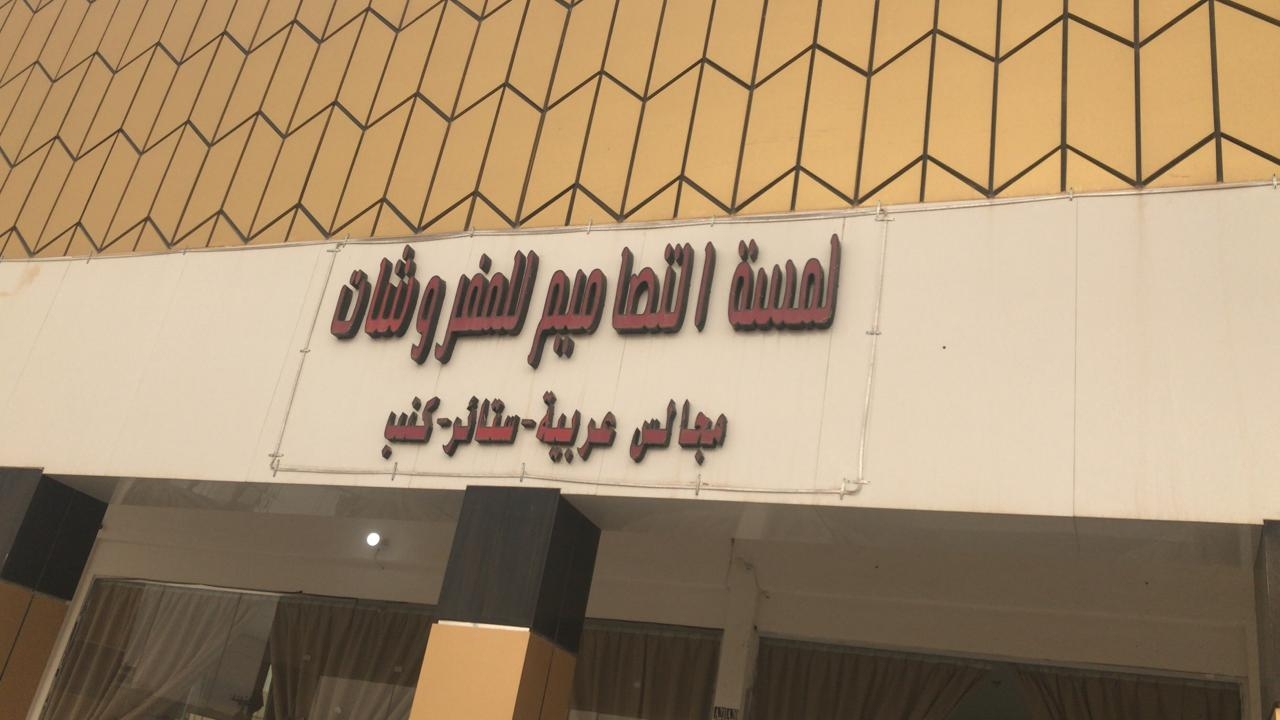 لمسة التصاميم للمفروشات
مجالس عربية-ستائر-كنب